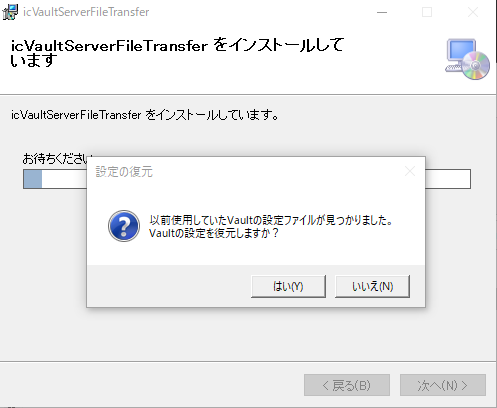 icVaultServerFileTransfer
icVaultServerFileTransfer をインストールして
います
icVaultServerFileTransfer をインストールしています。
お待ちください
設定の復元
以前使用していたVaultの設定ファイルが見つかりました。
Vaultの設定を復元しますか？
はい(Y)
いいえ(N)
< 戻る(B)
次へ(N) >